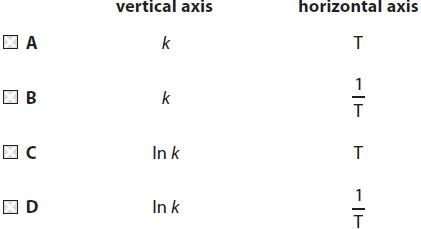 vertical axis horizontal axis
A k T
B k 1/T
C ln k T
D ln k 1/T